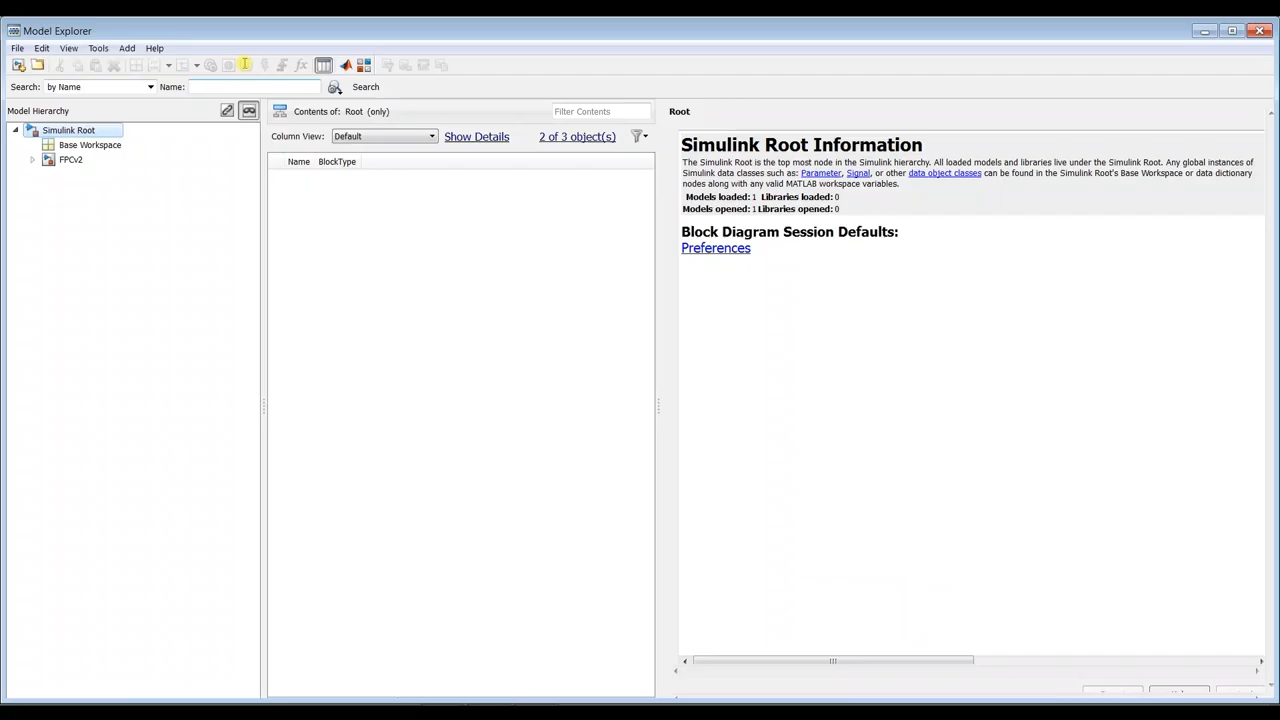 Model Explorer
File Edit View Tools Add Help
Search: by Name Name: Search
Model Hierarchy
Simulink Root
Base Workspace
FPCv2
Contents of: Root (only) Filter Contents
Column View: Default Show Details 2 of 3 object(s)
Name BlockType
Root
Simulink Root Information
The Simulink Root is the top most node in the Simulink hierarchy. All loaded models and libraries live under the Simulink Root. Any global instances of
Simulink data classes such as: Parameter, Signal, or other data object classes can be found in the Simulink Root's Base Workspace or data dictionary
nodes along with any valid MATLAB workspace variables.
Models loaded: 1 Libraries loaded: 0
Models opened: 1 Libraries opened: 0
Block Diagram Session Defaults:
Preferences